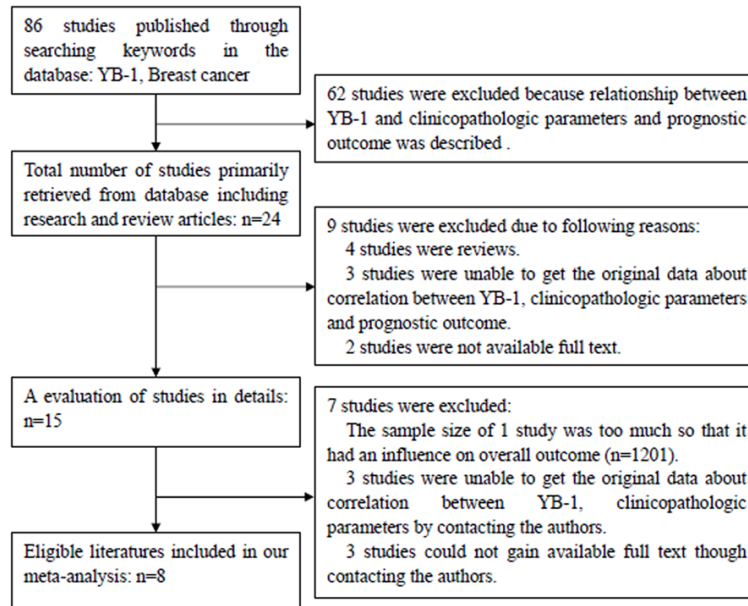 86 studies published through
searching keywords in the
database: YB-1, Breast cancer
62 studies were excluded because relationship between
YB-1 and clinicopathologic parameters and prognostic
outcome was described .
Total number of studies primarily
retrieved from database including
research and review articles: n=24
9 studies were excluded due to following reasons:
4 studies were reviews.
3 studies were unable to get the original data about
correlation between YB-1, clinicopathologic parameters
and prognostic outcome.
2 studies were not available full text.
A evaluation of studies in details:
n=15
7 studies were excluded:
The sample size of 1 study was too much so that it
had an influence on overall outcome (n=1201).
3 studies were unable to get the original data about
correlation between YB-1, clinicopathologic
parameters by contacting the authors.
3 studies could not gain available full text though
contacting the authors.
Eligible literatures included in our
meta-analysis: n=8